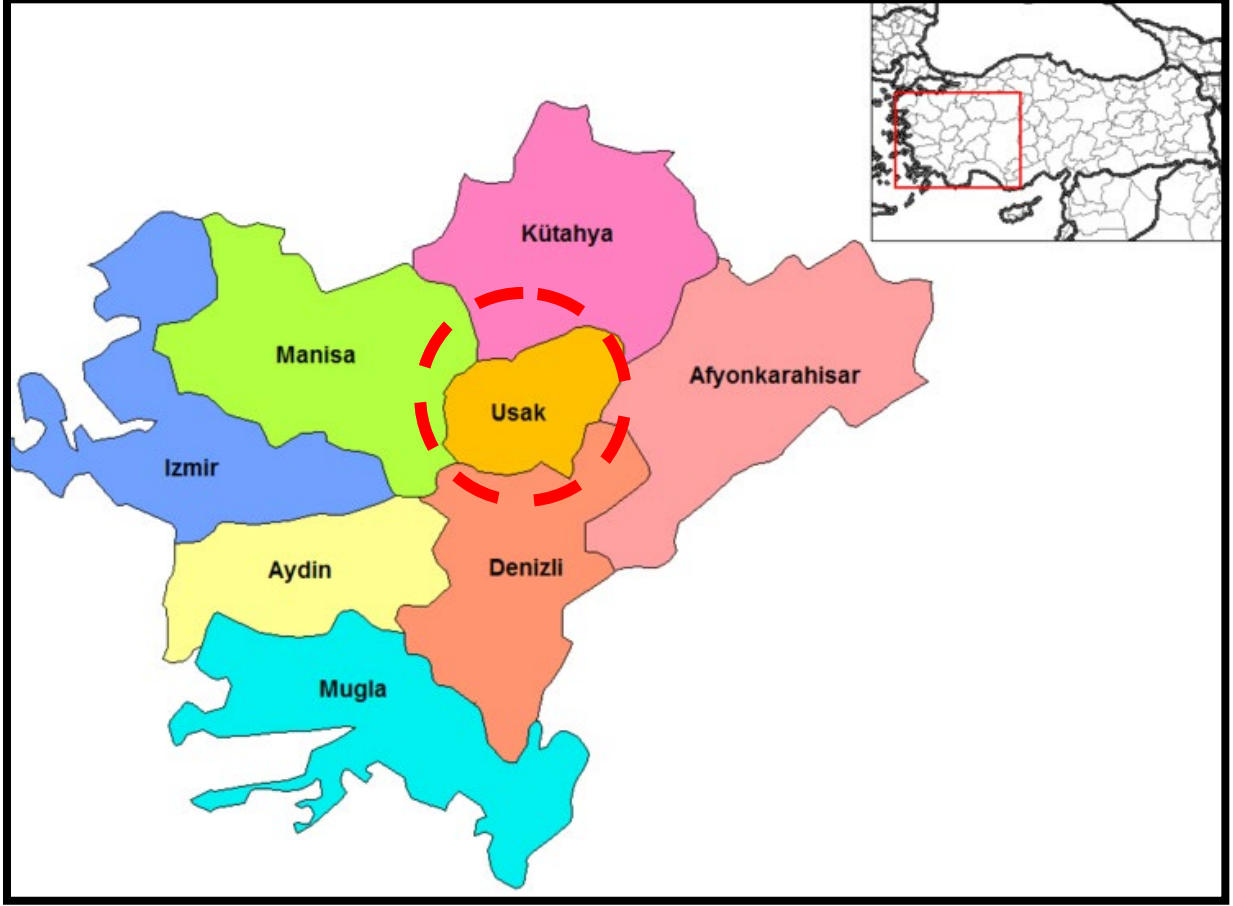 Kütahya
Manisa
Afyonkarahisar
Usak
Izmir
Aydin
Denizli
Mugla